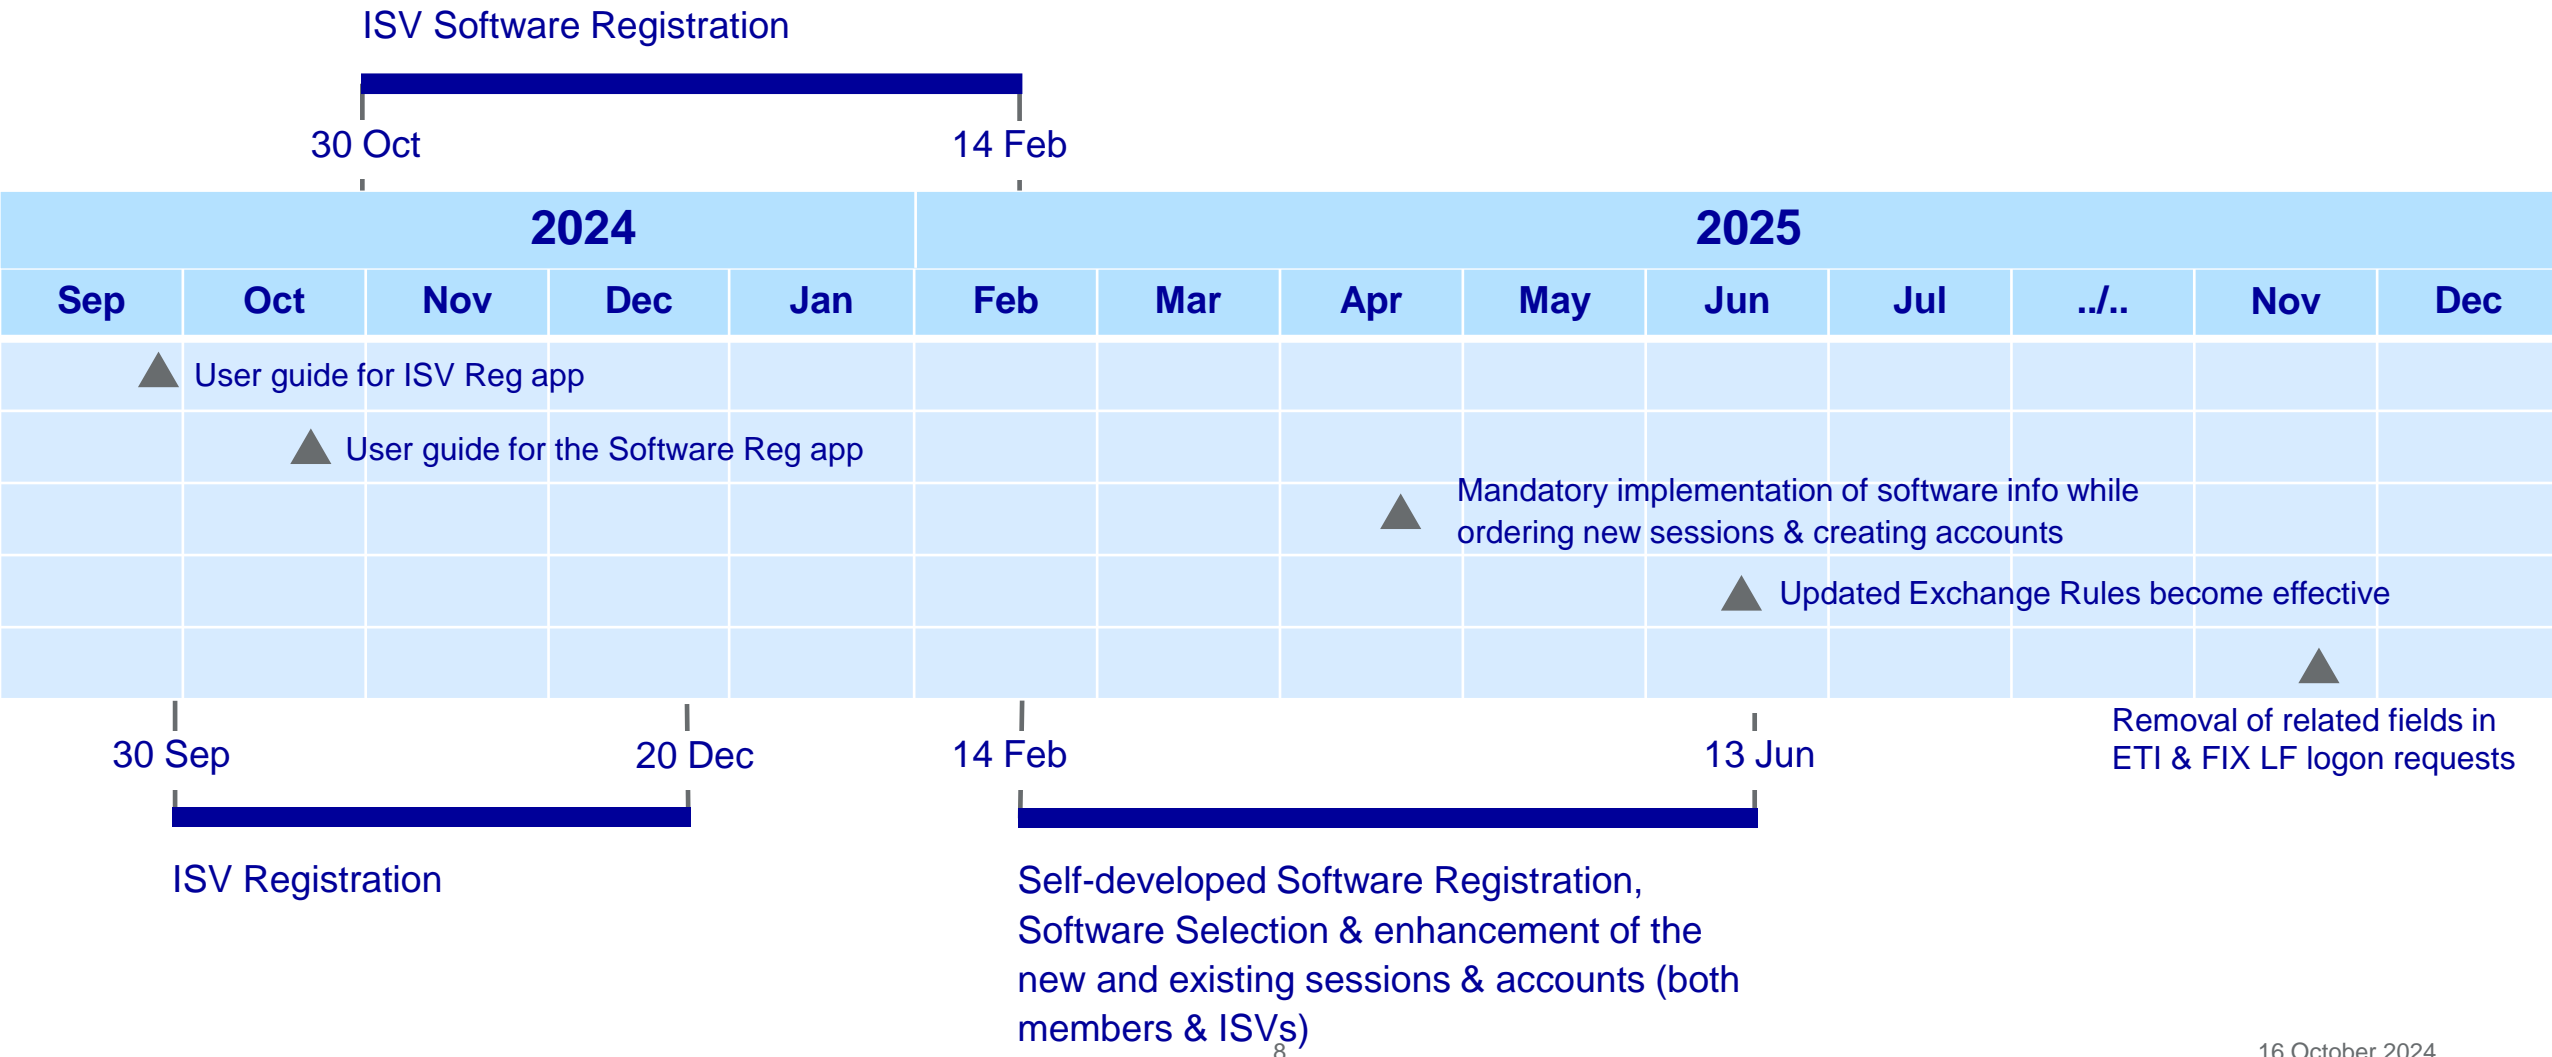 ISV Software Registration
30 Oct
14 Feb
2024
2025
Sep
Oct
Nov
Dec
Jan
Feb
Mar
Apr
May
Jun
Jul
../..
Nov
Dec
User guide for ISV Reg app
User guide for the Software Reg app
Mandatory implementation of software info while
ordering new sessions & creating accounts
Updated Exchange Rules become effective
Removal of related fields in
ETI & FIX LF logon requests
30 Sep
20 Dec
14 Feb
13 Jun
ISV Registration
Self-developed Software Registration,
Software Selection & enhancement of the
new and existing sessions & accounts (both
members & ISVs)
8
16 October 2024